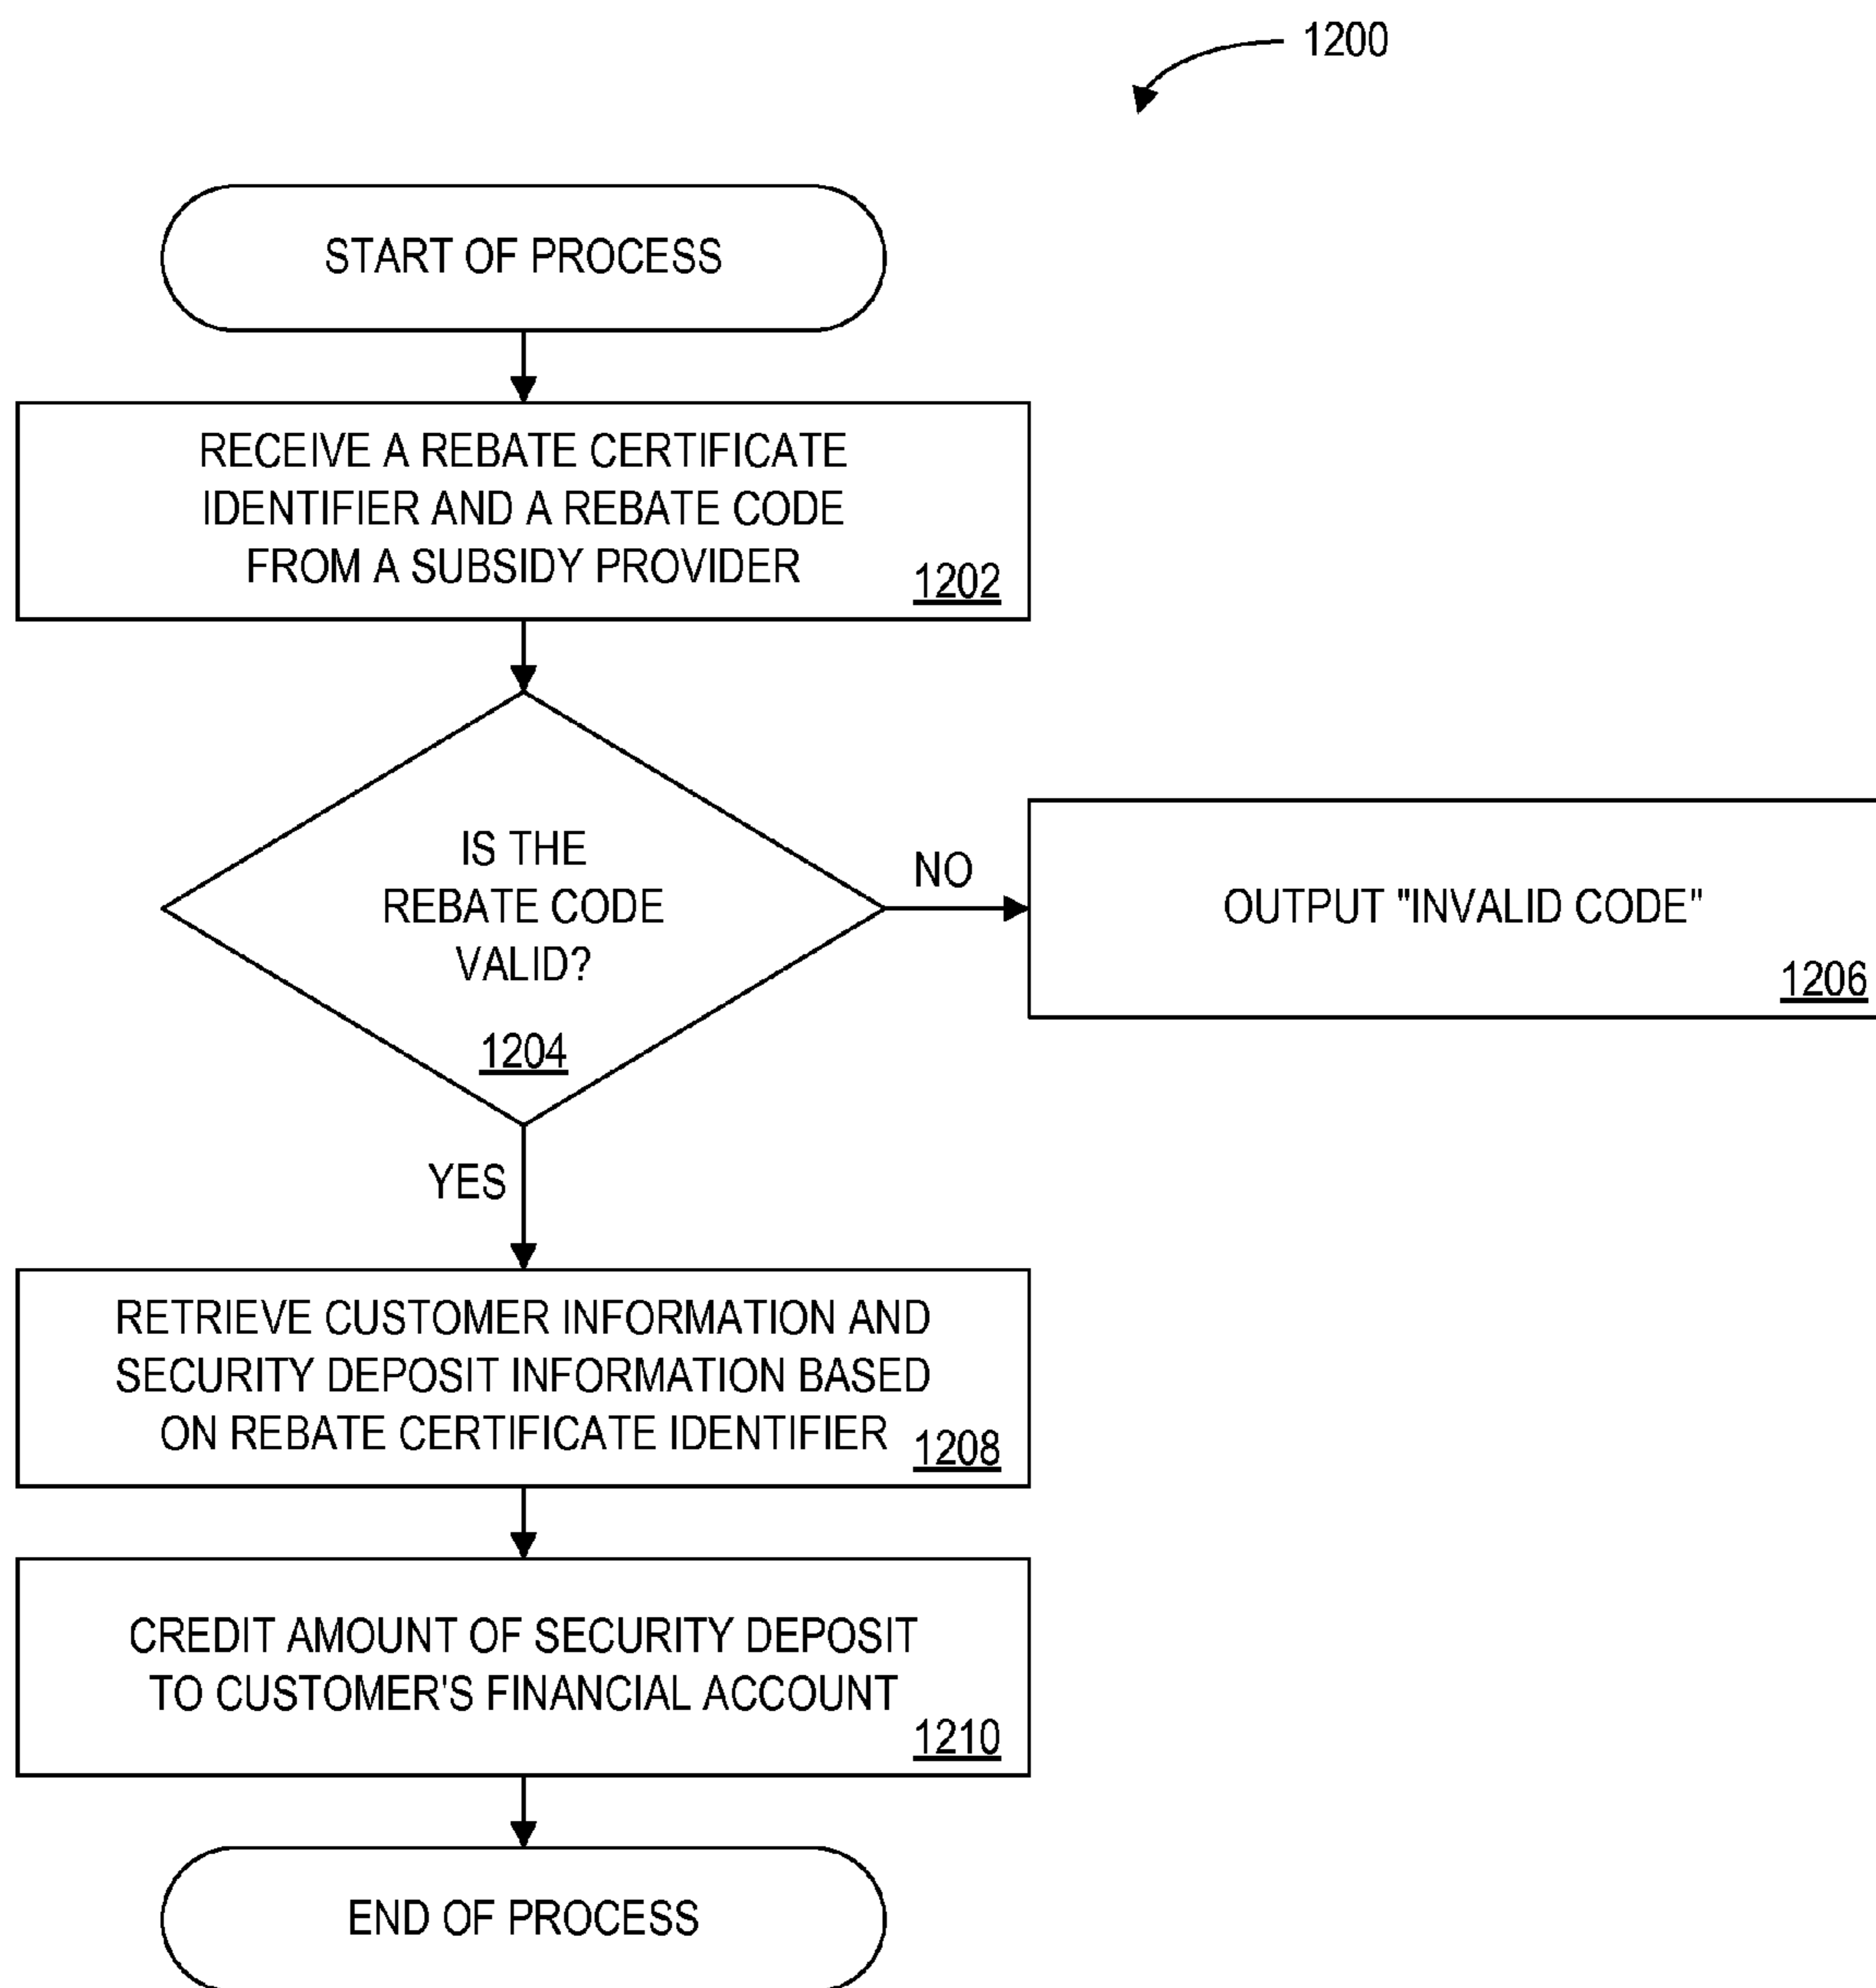 1200
START OF PROCESS
RECEIVE A REBATE CERTIFICATE
IDENTIFIER AND A REBATE CODE
FROM A SUBSIDY PROVIDER
1202
IS THE
REBATE CODE
VALID?
1204
NO
OUTPUT "INVALID CODE"
1206
YES
RETRIEVE CUSTOMER INFORMATION AND
SECURITY DEPOSIT INFORMATION BASED
ON REBATE CERTIFICATE IDENTIFIER
1208
CREDIT AMOUNT OF SECURITY DEPOSIT
TO CUSTOMER'S FINANCIAL ACCOUNT
1210
END OF PROCESS